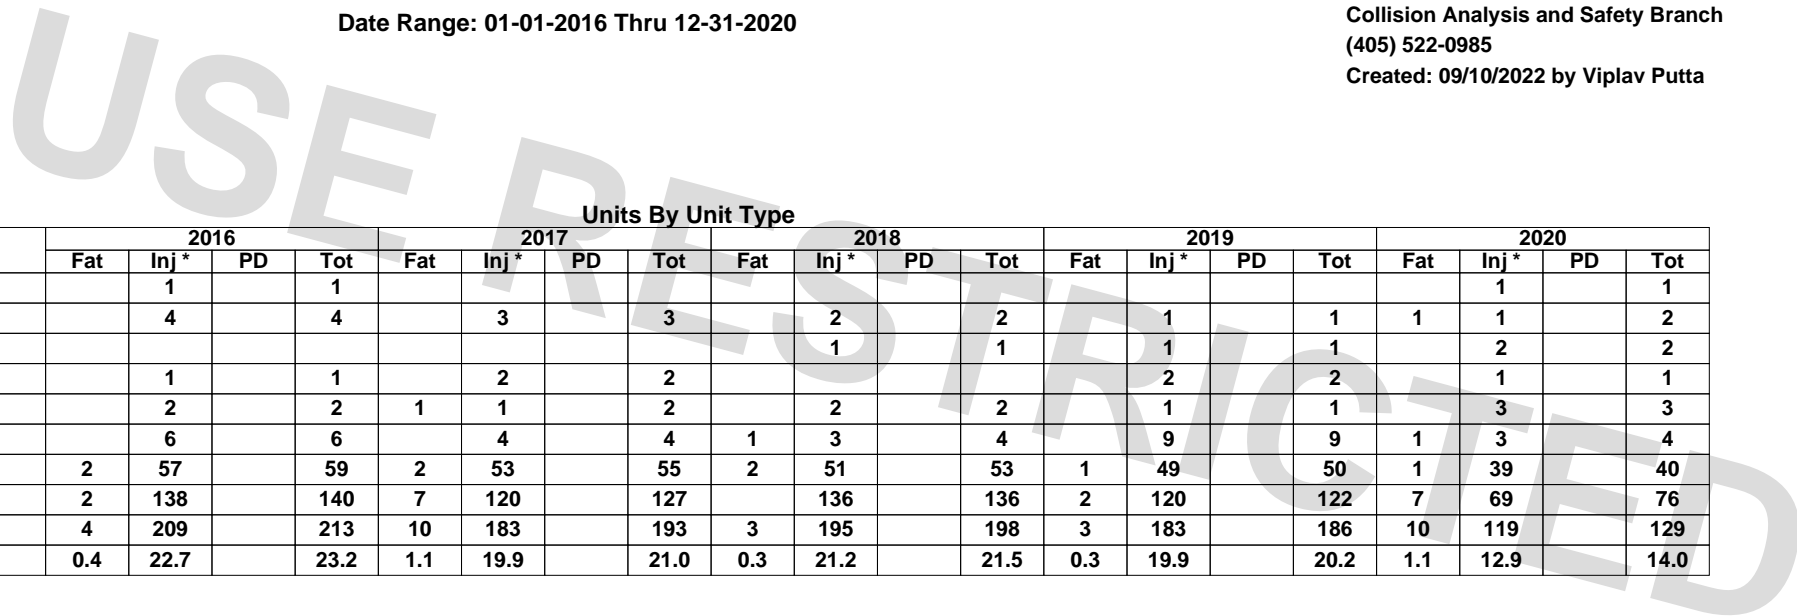 Date Range: 01-01-2016 Thru 12-31-2020
Collision Analysis and Safety Branch
(405) 522-0985
Created: 09/10/2022 by Viplav Putta
USE RESTRICTED
Units By Unit Type
2016 2017 2018 2019 2020
Fat Inj * PD Tot Fat Inj * PD Tot Fat Inj * PD Tot Fat Inj * PD Tot Fat Inj * PD Tot
1 1 1 1
4 4 3 3 2 2 1 1 1 1 2
1 1 1 1 2 2
1 1 2 2 2 2 1 1
2 2 1 1 2 2 2 1 1 3 3
6 6 4 4 1 3 4 9 9 1 3 4
2 57 59 2 53 55 2 51 53 1 49 50 1 39 40
2 138 140 7 120 127 136 136 2 120 122 7 69 76
4 209 213 10 183 193 3 195 198 3 183 186 10 119 129
0.4 22.7 23.2 1.1 19.9 21.0 0.3 21.2 21.5 0.3 19.9 20.2 1.1 12.9 14.0